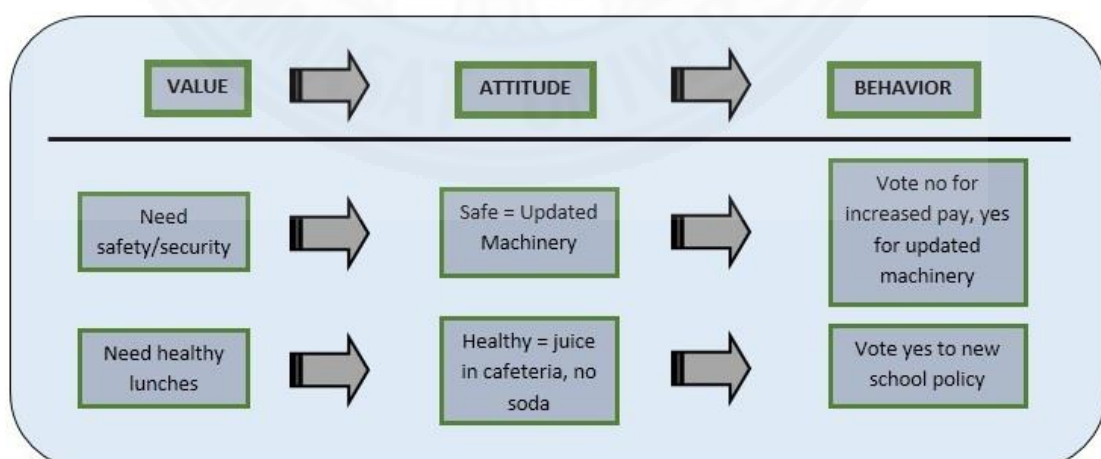 VALUE
ATTITUDE
BEHAVIOR
Need
safety/security
Safe = Updated
Machinery
Vote no for
increased pay, yes
for updated
machinery
Need healthy
lunches
Healthy = juice
in cafeteria, no
soda
Vote yes to new
school policy